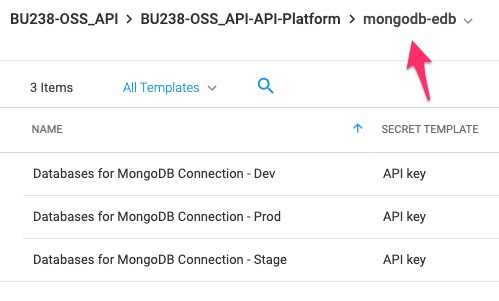 BU238-OSS_API > BU238-OSS_API-API-Platform > mongodb-edb
3 Items All Templates
NAME SECRET TEMPLATE
Databases for MongoDB Connection - Dev API key
Databases for MongoDB Connection - Prod API key
Databases for MongoDB Connection - Stage API key